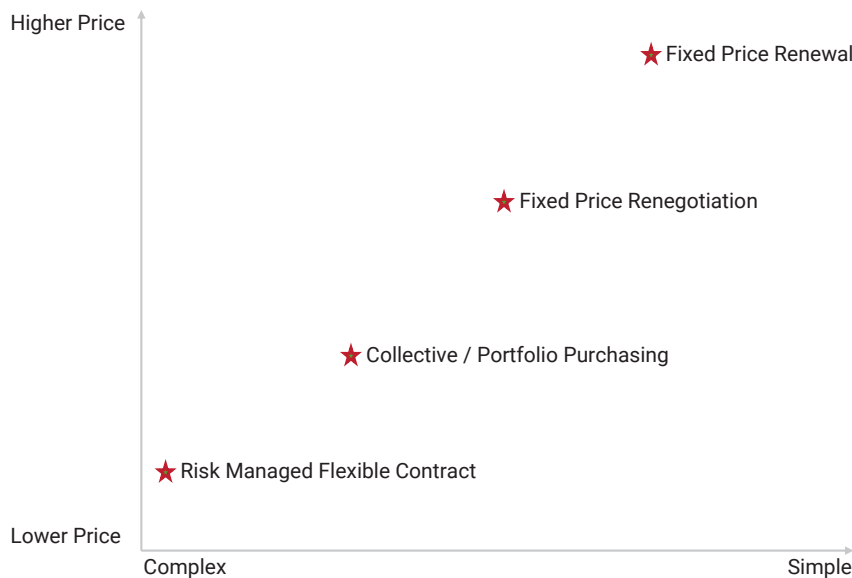 Higher Price
Fixed Price Renewal
Fixed Price Renegotiation
Collective / Portfolio Purchasing
Risk Managed Flexible Contract
Lower Price
Complex
Simple